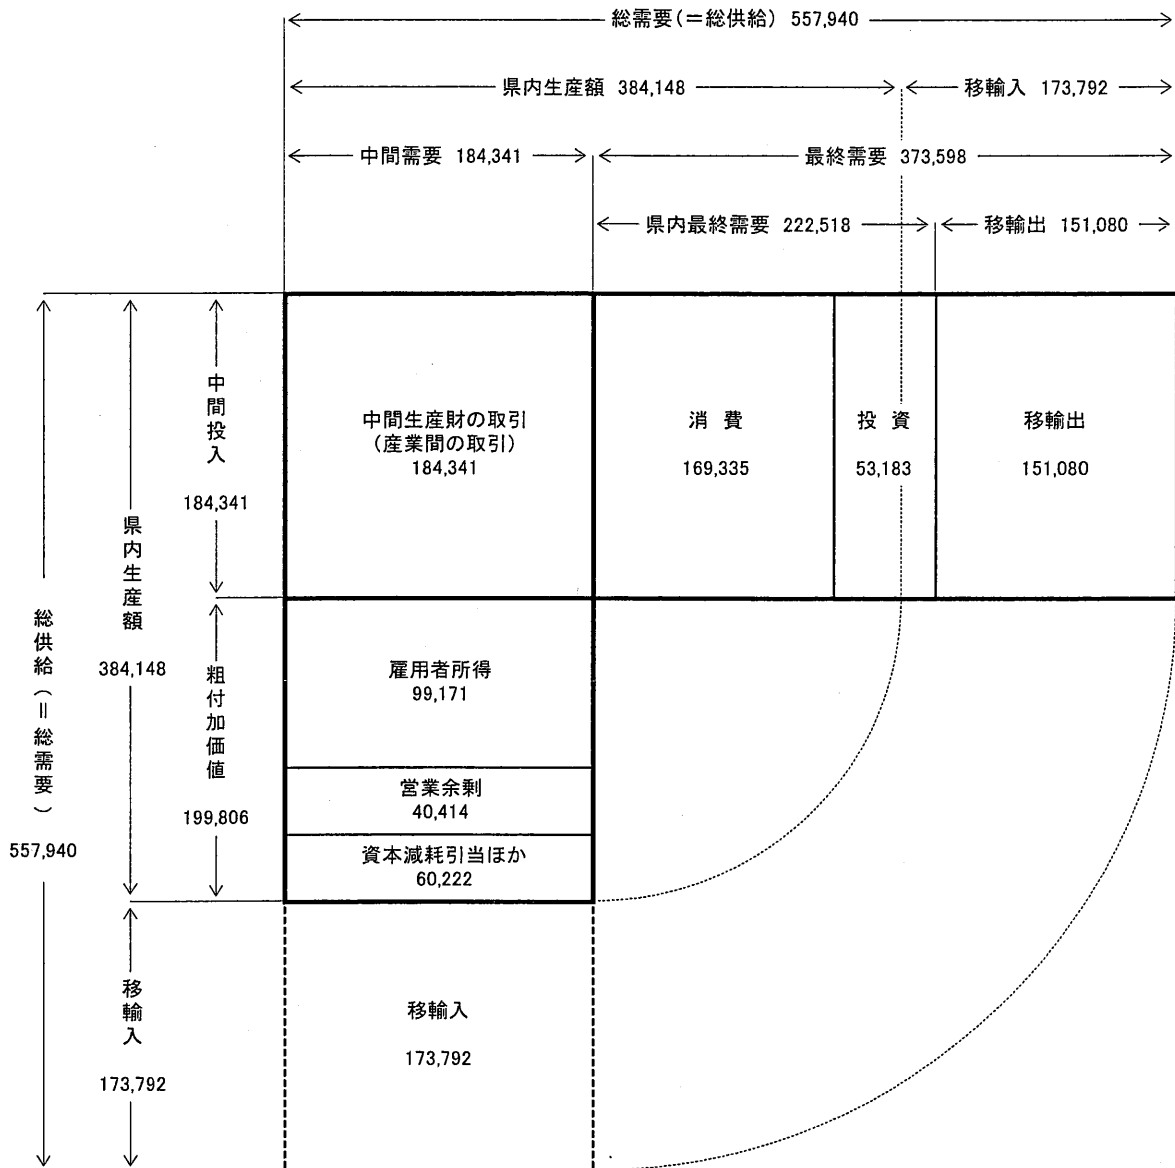 総需要(＝総供給) 557,940
県内生産額 384,148
移輸入 173,792
中間需要 184,341
最終需要 373,598
県内最終需要 222,518
移輸出 151,080
総供給(＝総需要)
557,940
県内生産額
384,148
移輸入
173,792
中間投入
184,341
粗付加価値
199,806
中間生産財の取引
(産業間の取引)
184,341
消 費
169,335
投 資
53,183
移輸出
151,080
雇用者所得
99,171
営業余剰
40,414
資本減耗引当ほか
60,222
移輸入
173,792